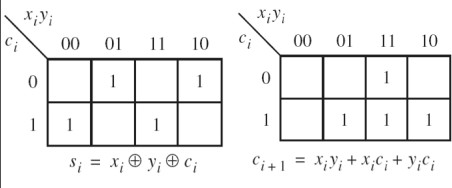 xᵢyᵢ
cᵢ 00 01 11 10
0 1 1
1 1 1
sᵢ = xᵢ ⊕ yᵢ ⊕ cᵢ
xᵢyᵢ
cᵢ 00 01 11 10
0 1
1 1 1 1
cᵢ₊₁ = xᵢyᵢ + xᵢcᵢ + yᵢcᵢ